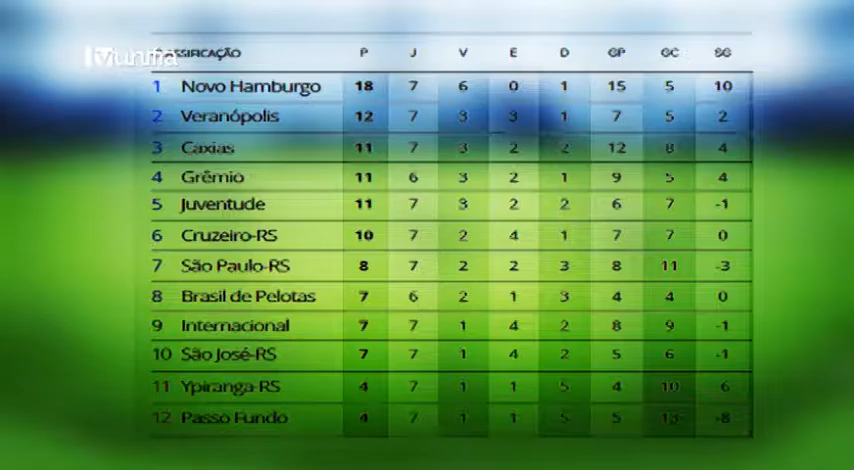 CLASSIFICAÇÃO P J V E D GP GC SG
1 Novo Hamburgo 18 7 6 0 1 15 5 10
2 Veranópolis 12 7 3 3 1 7 5 2
3 Caxias 11 7 3 2 2 12 8 4
4 Grêmio 11 6 3 2 1 9 5 4
5 Juventude 11 7 3 2 2 6 7 -1
6 Cruzeiro-RS 10 7 2 4 1 7 7 0
7 São Paulo-RS 8 7 2 2 3 8 11 -3
8 Brasil de Pelotas 7 6 2 1 3 4 4 0
9 Internacional 7 7 1 4 2 8 9 -1
10 São José-RS 7 7 1 4 2 5 6 -1
11 Ypiranga-RS 4 7 1 1 5 4 10 6
12 Passo Fundo 4 7 1 1 5 5 13 -8